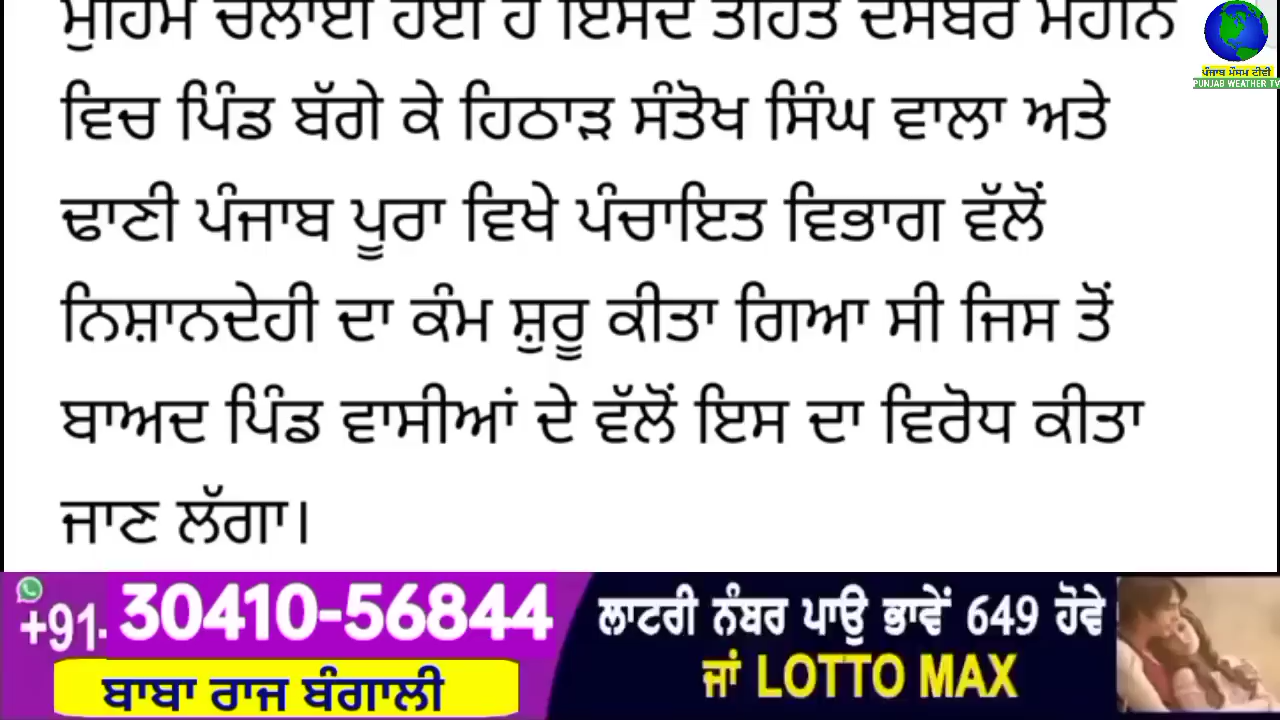 ਮੁਹਿੰਮ ਚਲਾਈ ਹੋਈ ਹੈ ਇਸਦੇ ਤਹਿਤ ਦਸੰਬਰ ਮਹੀਨੇ
ਵਿਚ ਪਿੰਡ ਬੱਗੇ ਕੇ ਹਿਠਾੜ ਸੰਤੋਖ ਸਿੰਘ ਵਾਲਾ ਅਤੇ
ਢਾਣੀ ਪੰਜਾਬ ਪੂਰਾ ਵਿਖੇ ਪੰਚਾਇਤ ਵਿਭਾਗ ਵੱਲੋਂ
ਨਿਸ਼ਾਨਦੇਹੀ ਦਾ ਕੰਮ ਸ਼ੁਰੂ ਕੀਤਾ ਗਿਆ ਸੀ ਜਿਸ ਤੋਂ
ਬਾਅਦ ਪਿੰਡ ਵਾਸੀਆਂ ਦੇ ਵੱਲੋਂ ਇਸ ਦਾ ਵਿਰੋਧ ਕੀਤਾ
ਜਾਣ ਲੱਗਾ।
ਪੰਜਾਬ ਮੌਸਮ ਟੀਵੀ
PUNJAB WEATHER TV
+91-30410-56844
ਬਾਬਾ ਰਾਜ ਬੰਗਾਲੀ
ਲਾਟਰੀ ਨੰਬਰ ਪਾਉ ਭਾਵੇਂ 649 ਹੋਵੇ
ਜਾਂ LOTTO MAX